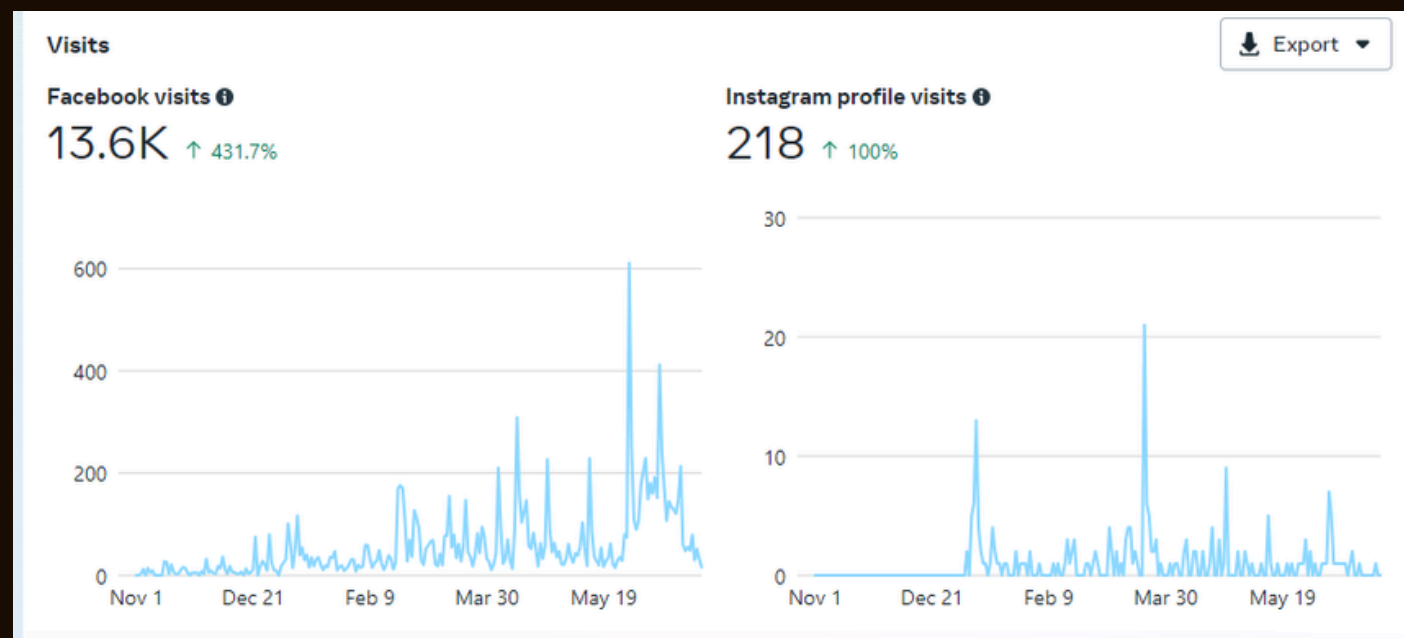 Visits
Export
Facebook visits
13.6K ↑ 431.7%
600
400
200
0
Nov 1 Dec 21 Feb 9 Mar 30 May 19
Instagram profile visits
218 ↑ 100%
30
20
10
0
Nov 1 Dec 21 Feb 9 Mar 30 May 19